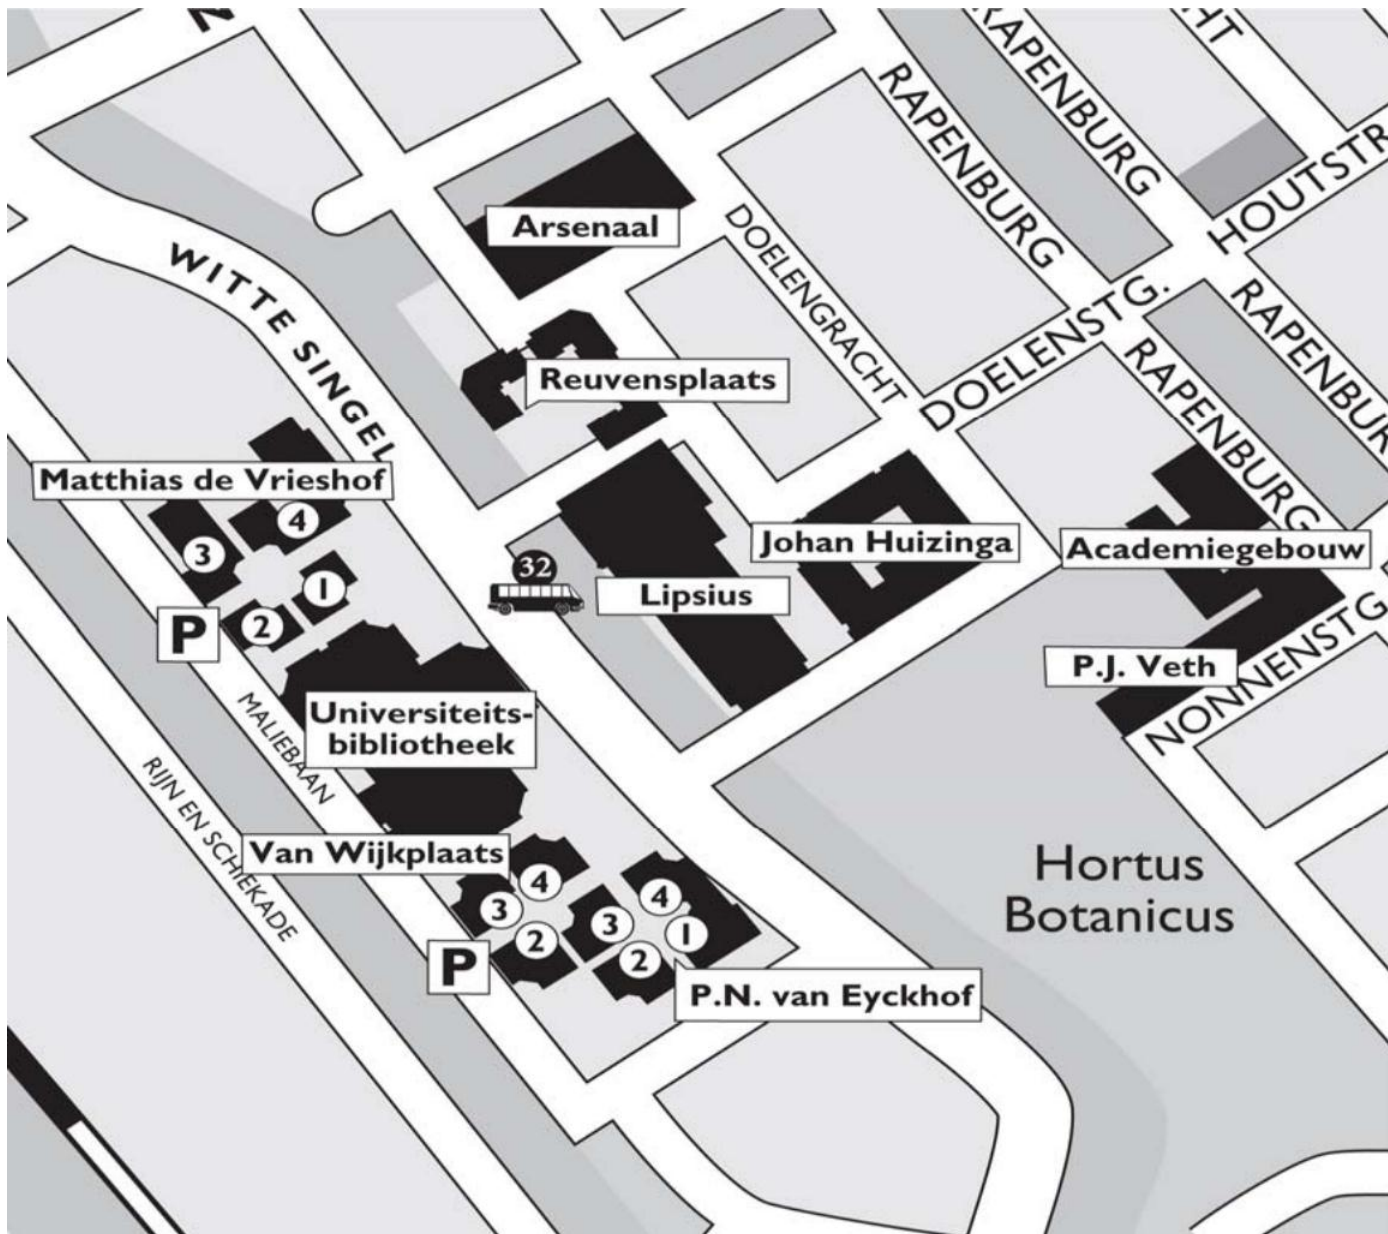 RAPENBURG
RAPENBURG
HOUTSTR
Arsenaal
DOELENGRACHT
WITTE SINGEL
DOELENSTG.
RAPENBURG
RAPENBUR
Reuvensplaats
Matthias de Vrieshof
4
3
1
2
P
32
Lipsius
Johan Huizinga
Academiegebouw
P.J. Veth
NONNENSTG
Universiteits-
bibliotheek
MALIEBAAN
RIJN EN SCHIEKADE
Van Wijkplaats
4
3
2
4
3
1
2
P
P.N. van Eyckhof
Hortus
Botanicus